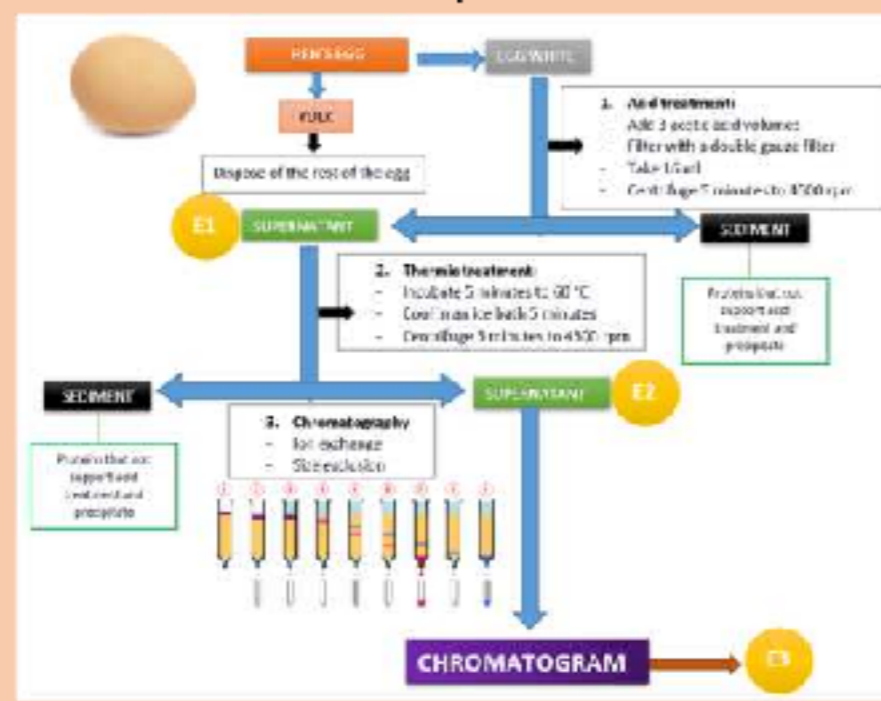 HEN'S EGG
EGG WHITE
YOLK
Dispose of the rest of the egg
1. Acid treatment:
- Add 3 acetic acid volumes
- Filter with a double gauze filter
- Take
- Centrifuge 5 minutes to 4500 rpm
E1
SUPERNATANT
SEDIMENT
2. Thermic treatment:
- Incubate 5 minutes to 60 °C
- Cool in an ice bath 5 minutes
- Centrifuge 5 minutes to 4500 rpm
Proteins that not
support acid
treatment and
precipitate
SEDIMENT
SUPERNATANT
E2
3. Chromatography
- Ion exchange
- Size exclusion
Proteins that not
support acid
treatment and
precipitate
CHROMATOGRAM
E3